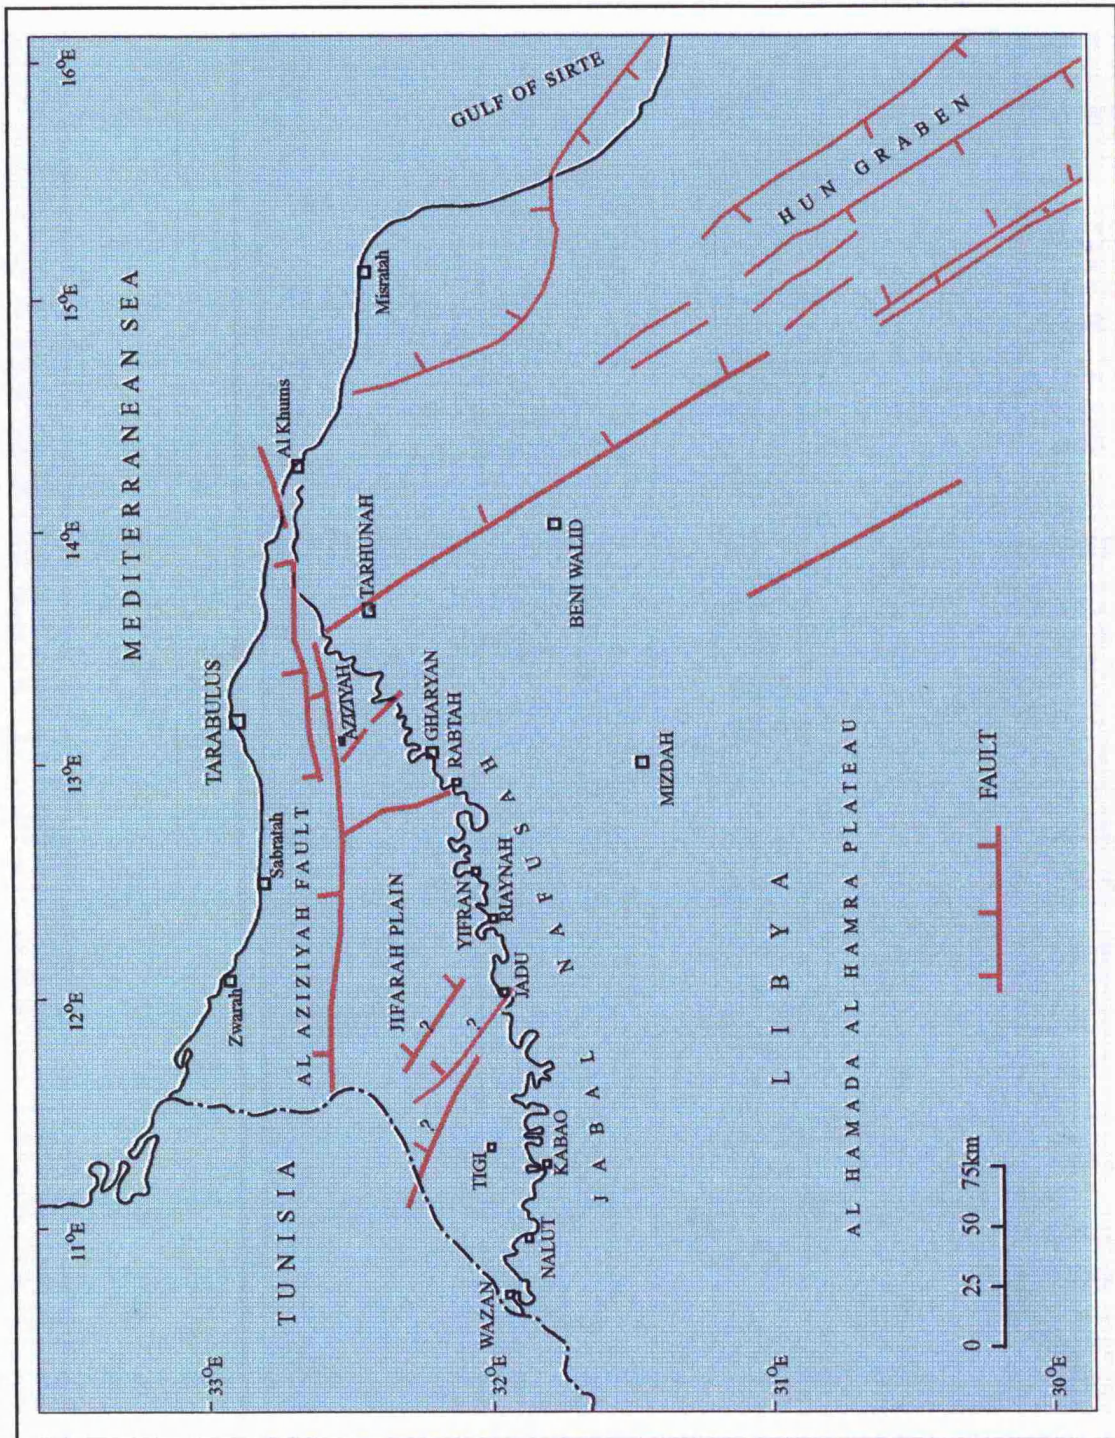 11°E
12°E
13°E
14°E
15°E
16°E
MEDITERRANEAN SEA
33°E
TUNISIA
Zwarah
Sabratah
TARABULUS
Al Khums
Misratah
GULF OF SIRTE
AL AZIZIYAH FAULT
AZIZIYAH
TARHUNAH
JIFARAH PLAIN
?
?
?
GHARYAN
RABTAH
YIFRAN
RIAYNAH
JADU
TIGI
32°E
WAZAN
NALUT
KABAO
JABAL NAFUSAH
BENI WALID
MIZDAH
HUN GRABEN
31°E
LIBYA
AL HAMADA AL HAMRA PLATEAU
0 25 50 75km
FAULT
30°E